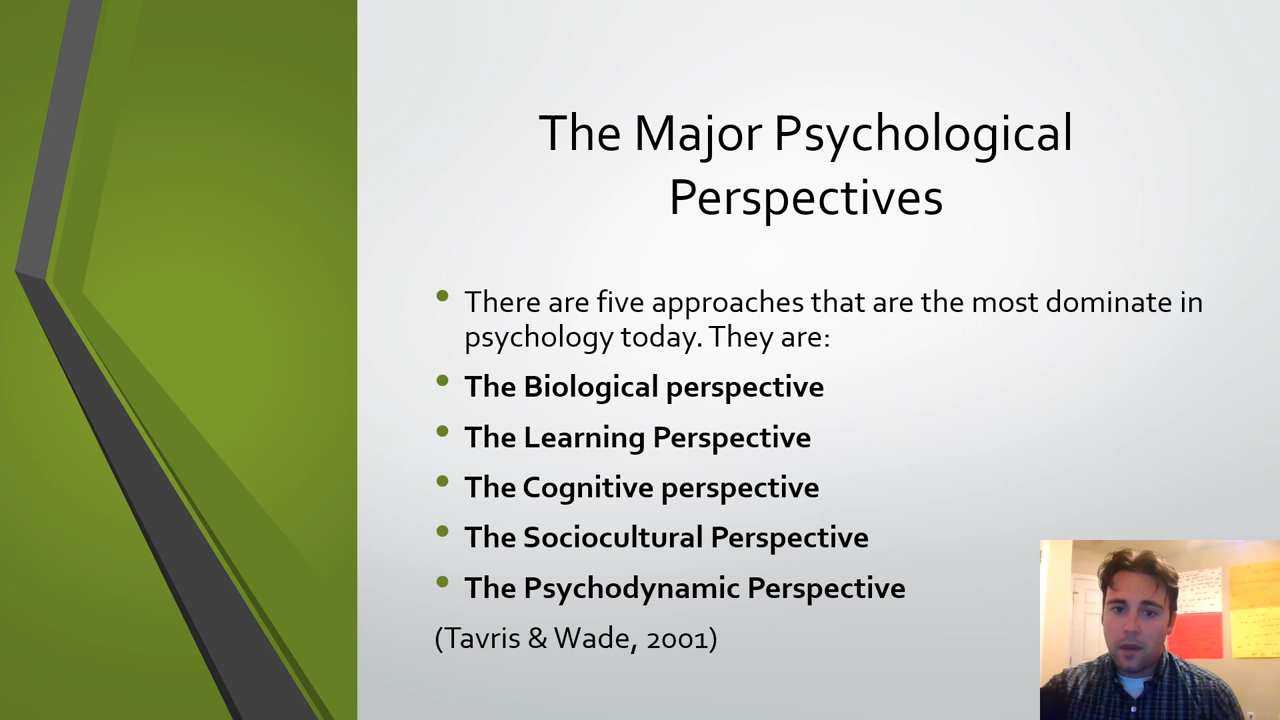 The Major Psychological
Perspectives
• There are five approaches that are the most dominate in
psychology today. They are:
• The Biological perspective
• The Learning Perspective
• The Cognitive perspective
• The Sociocultural Perspective
• The Psychodynamic Perspective
(Tavris & Wade, 2001)